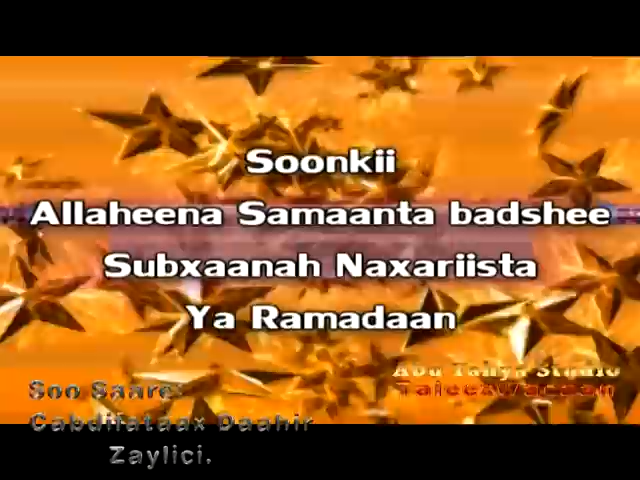 Soonkii
Allaheena Samaanta badshee
Subxaanah Naxariista
Ya Ramadaan
Abu Tahya Studio
Soo Saare:
Cabdifataax Daahir
Zaylici.